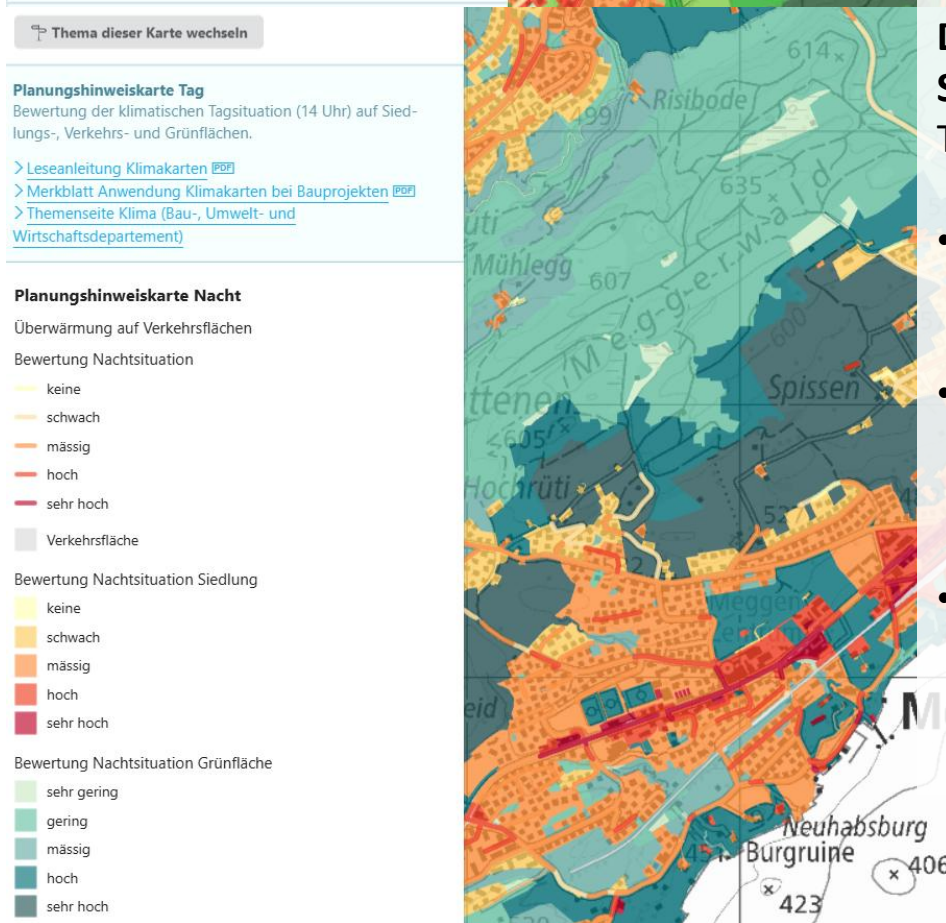 Thema dieser Karte wechseln
Planungshinweiskarte Tag
Bewertung der klimatischen Tagsituation (14 Uhr) auf Sied-
lungs-, Verkehrs- und Grünflächen.
> Leseanleitung Klimakarten PDF
> Merkblatt Anwendung Klimakarten bei Bauprojekten PDF
> Themenseite Klima (Bau-, Umwelt- und
Wirtschaftsdepartement)
Planungshinweiskarte Nacht
Überwärmung auf Verkehrsflächen
Bewertung Nachtsituation
keine
schwach
mässig
hoch
sehr hoch
Verkehrsfläche
Bewertung Nachtsituation Siedlung
keine
schwach
mässig
hoch
sehr hoch
Bewertung Nachtsituation Grünfläche
sehr gering
gering
mässig
hoch
sehr hoch
614
Risibode
635
Mühlegg
607
Meggerwald
600
Spissen
605
Hochrüti
Meggen
Neuhabsburg
Burgruine
406
423